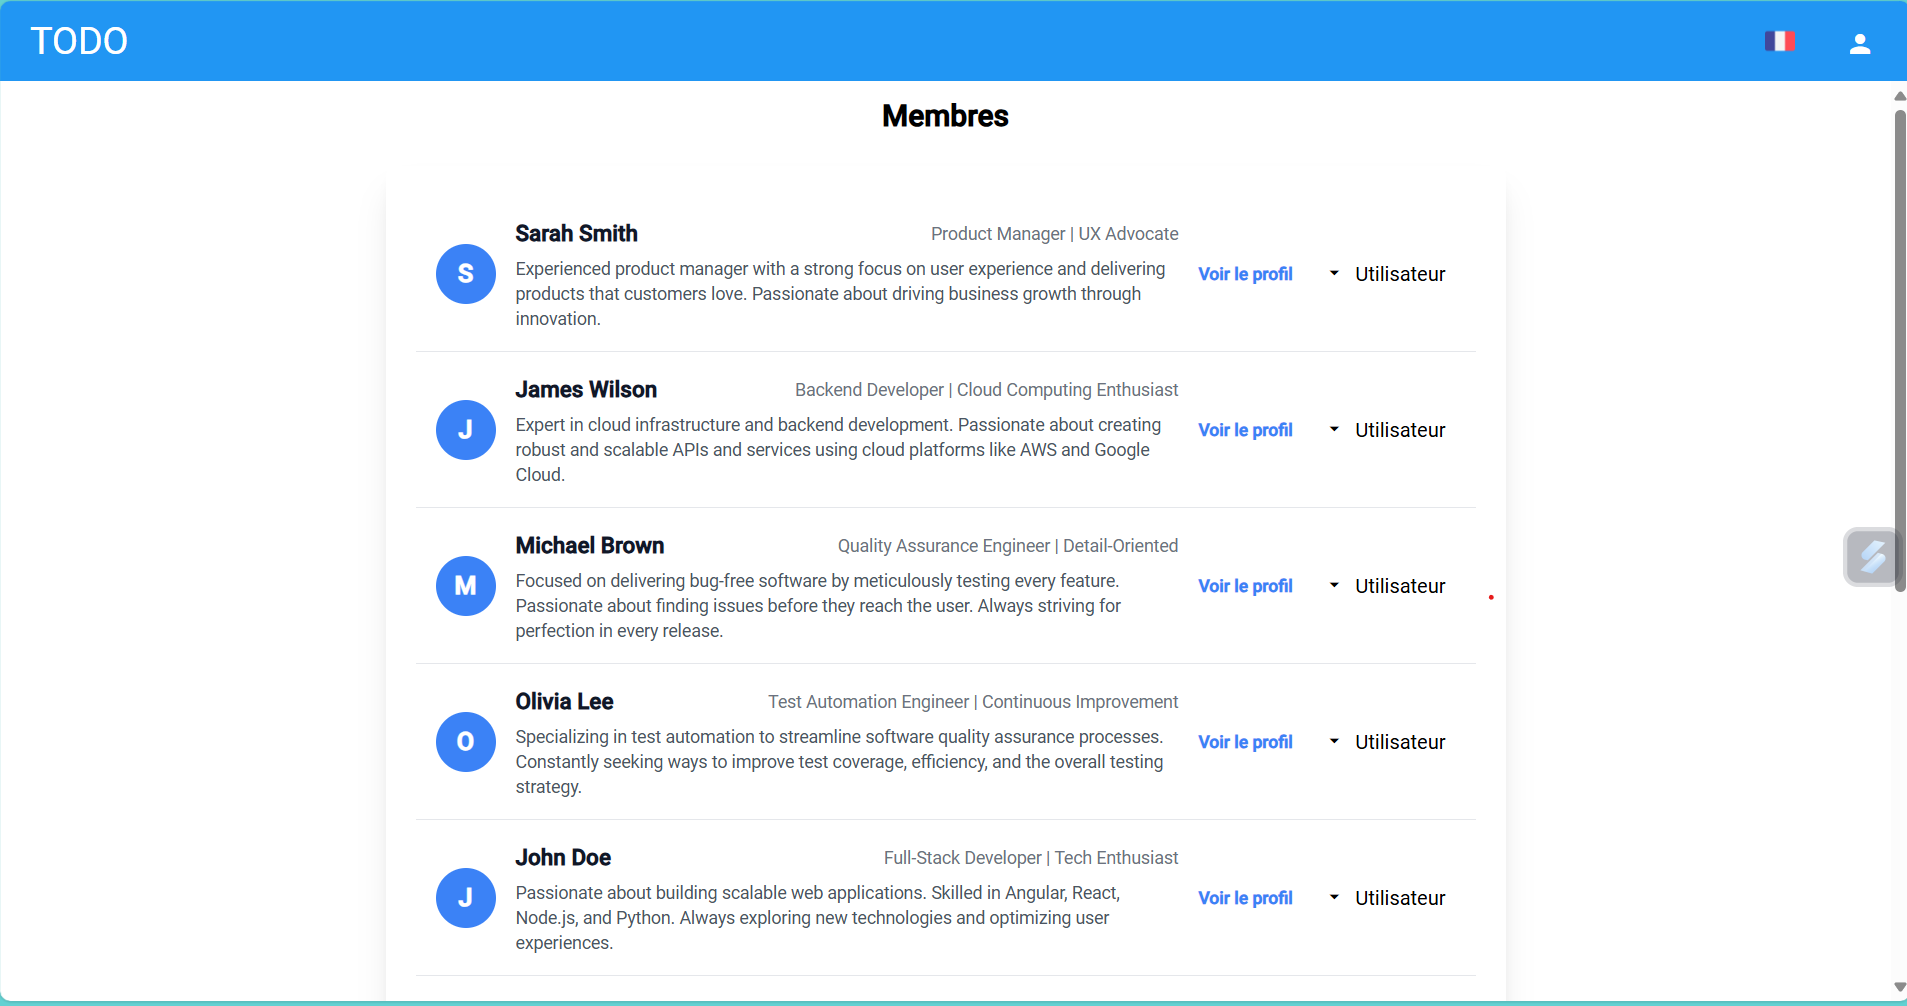 TODO
Membres
Sarah Smith
Product Manager | UX Advocate
S
Experienced product manager with a strong focus on user experience and delivering
products that customers love. Passionate about driving business growth through
innovation.
Voir le profil
Utilisateur
James Wilson
Backend Developer | Cloud Computing Enthusiast
J
Expert in cloud infrastructure and backend development. Passionate about creating
robust and scalable APIs and services using cloud platforms like AWS and Google
Cloud.
Voir le profil
Utilisateur
Michael Brown
Quality Assurance Engineer | Detail-Oriented
M
Focused on delivering bug-free software by meticulously testing every feature.
Passionate about finding issues before they reach the user. Always striving for
perfection in every release.
Voir le profil
Utilisateur
Olivia Lee
Test Automation Engineer | Continuous Improvement
O
Specializing in test automation to streamline software quality assurance processes.
Constantly seeking ways to improve test coverage, efficiency, and the overall testing
strategy.
Voir le profil
Utilisateur
John Doe
Full-Stack Developer | Tech Enthusiast
J
Passionate about building scalable web applications. Skilled in Angular, React,
Node.js, and Python. Always exploring new technologies and optimizing user
experiences.
Voir le profil
Utilisateur